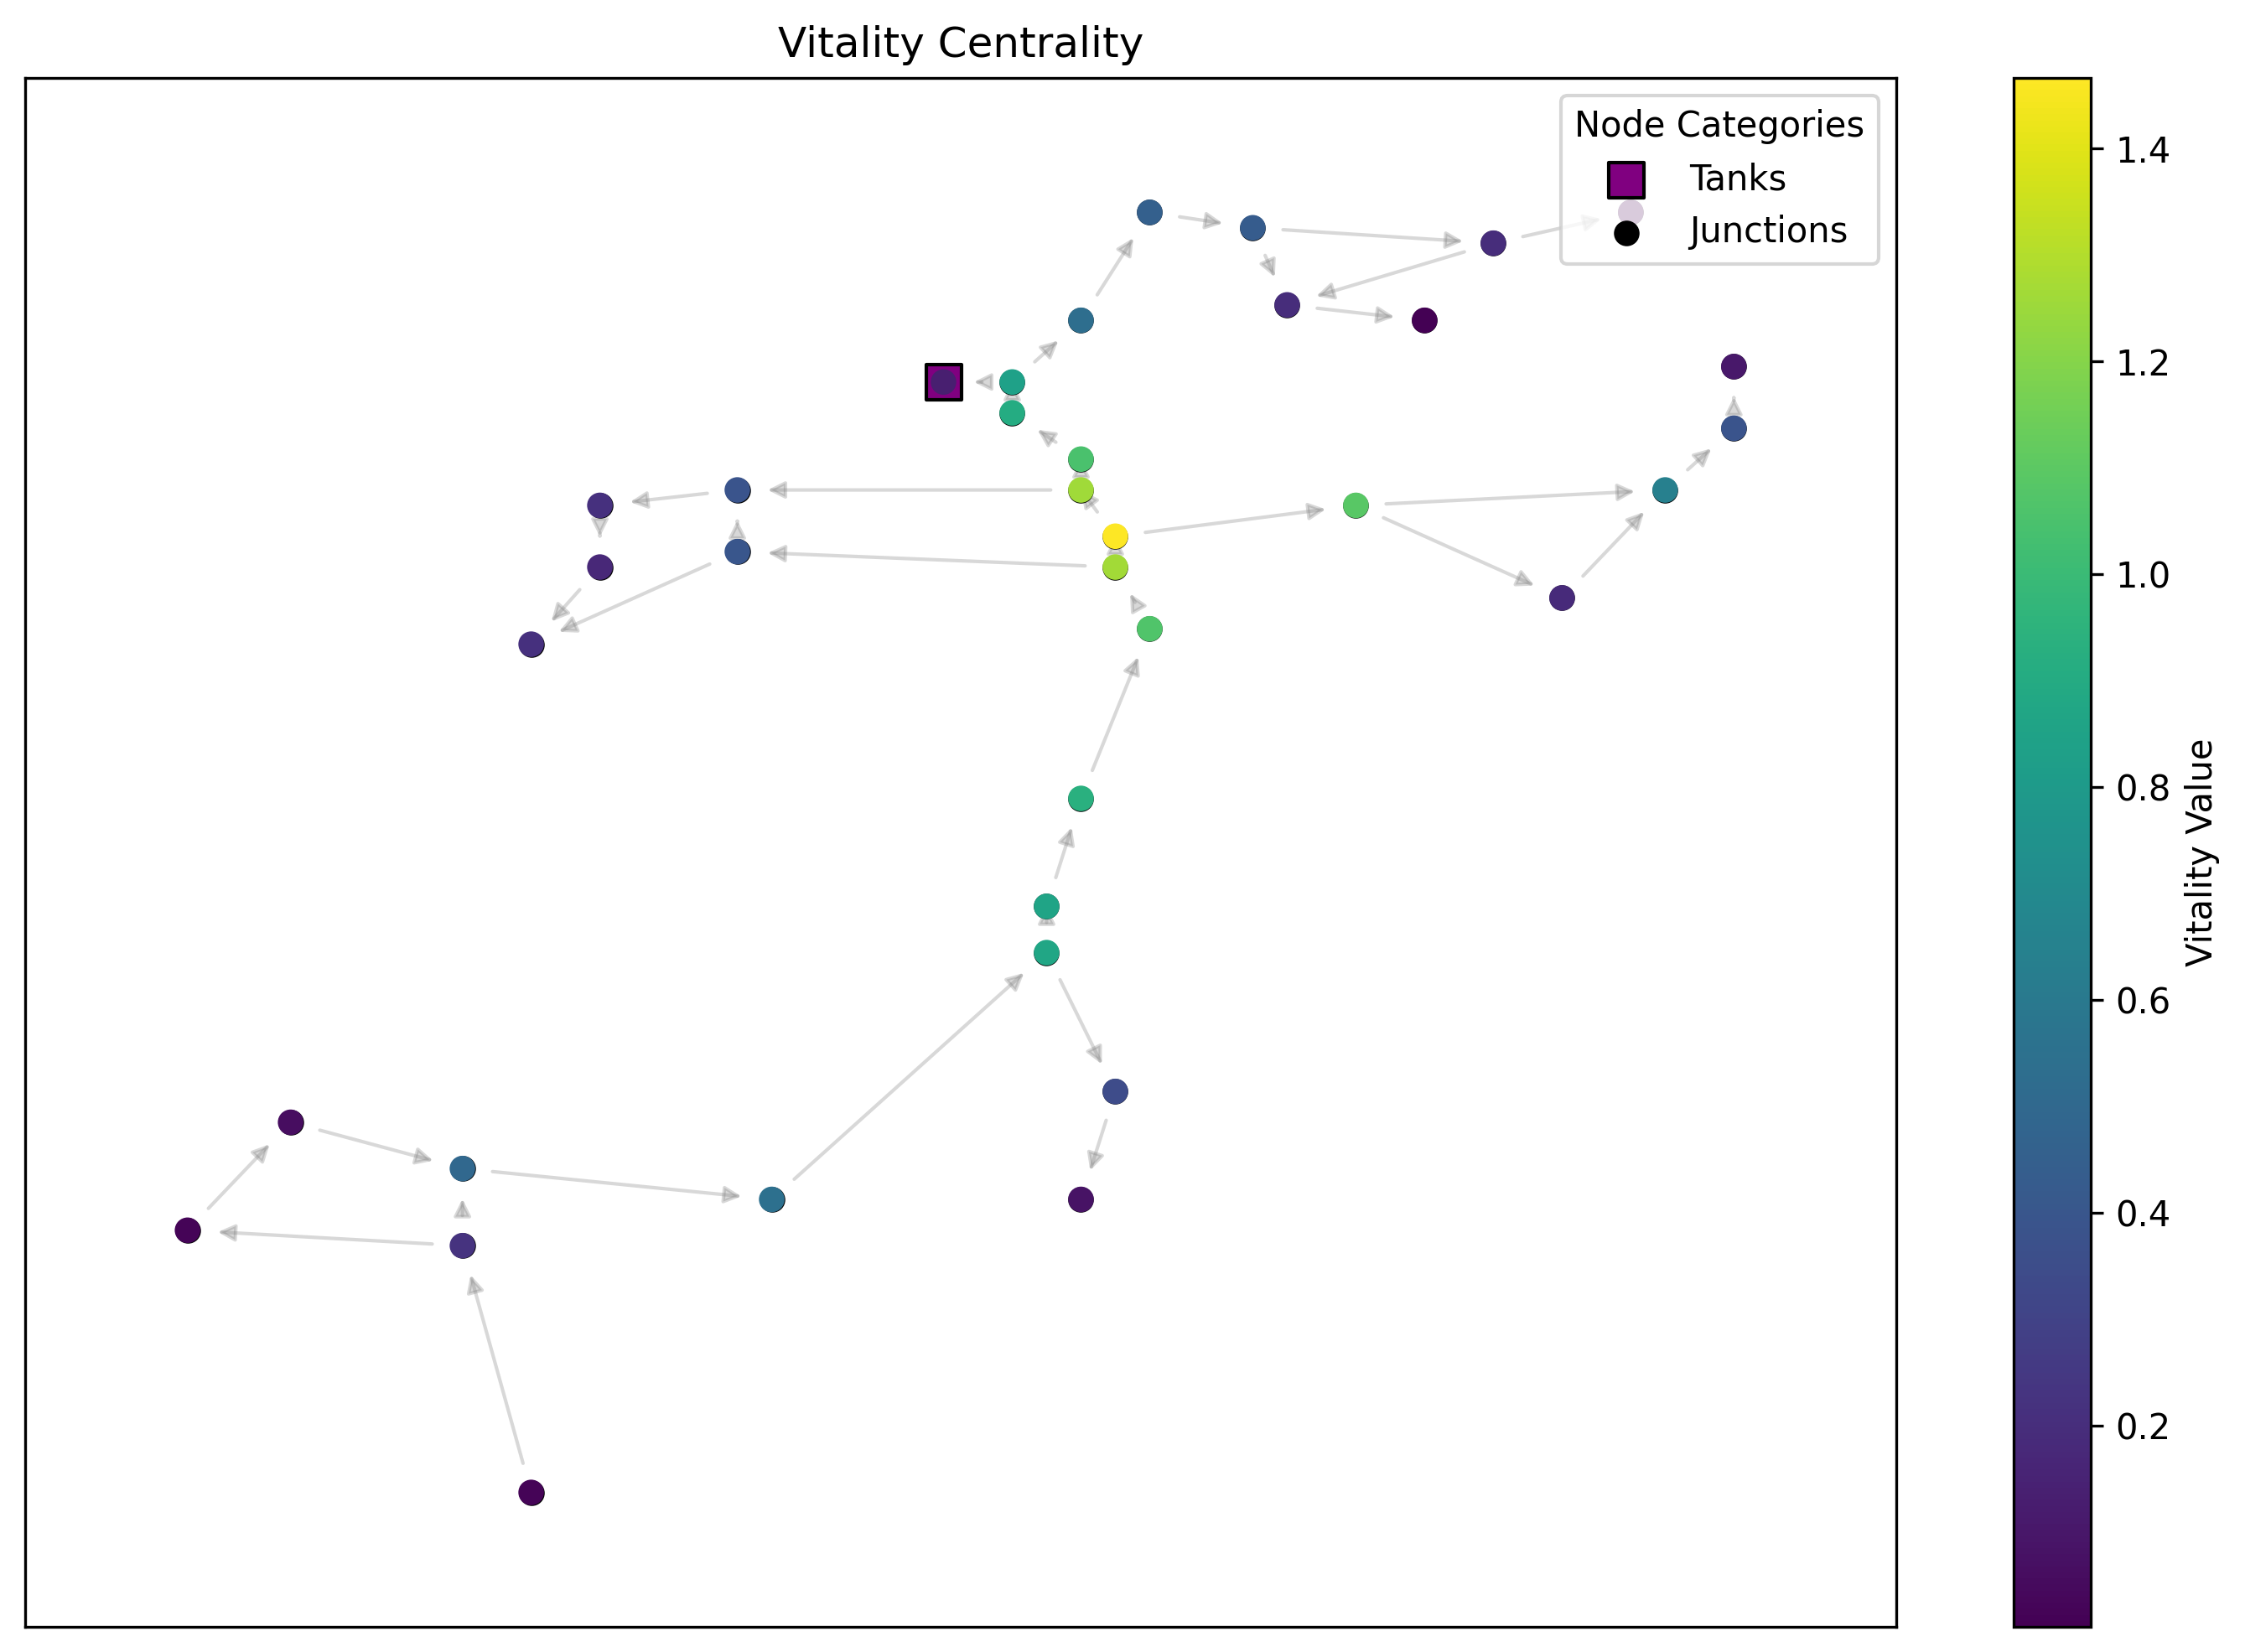 Vitality Centrality
Node Categories
Tanks
Junctions
1.4
1.2
1.0
0.8
0.6
0.4
0.2
Vitality Value